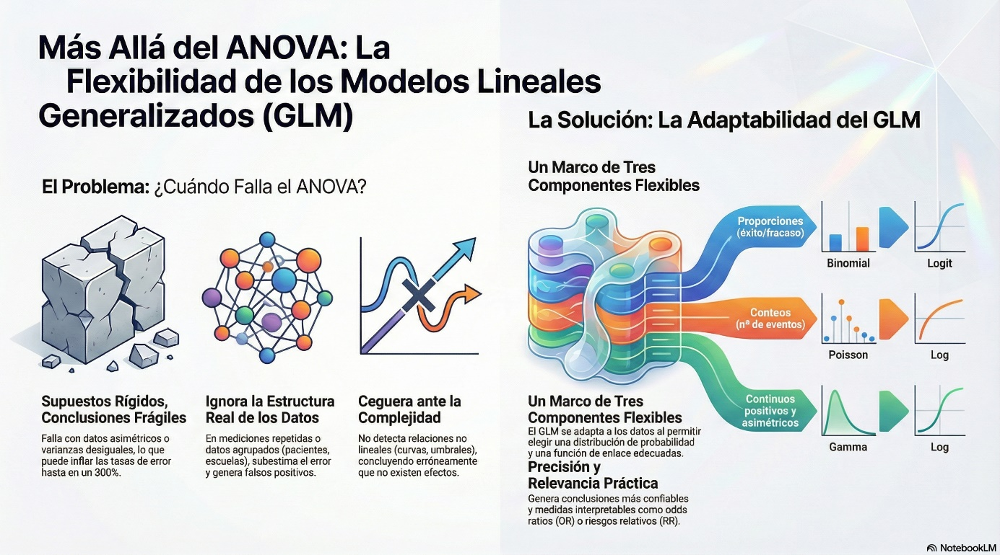 Más Allá del ANOVA: La
Flexibilidad de los Modelos Lineales
Generalizados (GLM)
El Problema: ¿Cuándo Falla el ANOVA?
Supuestos Rígidos,
Conclusiones Frágiles
Falla con datos asimétricos o
varianzas desiguales, lo que
puede inflar las tasas de error
hasta en un 300%.
Ignora la Estructura
Real de los Datos
En mediciones repetidas o
datos agrupados (pacientes,
escuelas), subestima el error
y genera falsos positivos.
Ceguera ante la
Complejidad
No detecta relaciones no
lineales (curvas, umbrales),
concluyendo erróneamente
que no existen efectos.
La Solución: La Adaptabilidad del GLM
Un Marco de Tres
Componentes Flexibles
Proporciones
(éxito/fracaso)
Binomial
Logit
Conteos
(nª de eventos)
Poisson
Log
Continuos
positivos y
asimétricos
Gamma
Log
Un Marco de Tres
Componentes Flexibles
El GLM se adapta a los datos al permitir
elegir una distribución de probabilidad
y una función de enlace adecuadas.
Precisión y
Relevancia Práctica
Genera conclusiones más confiables
y medidas interpretables como odds
ratios (OR) o riesgos relativos (RR).
NotebookLM